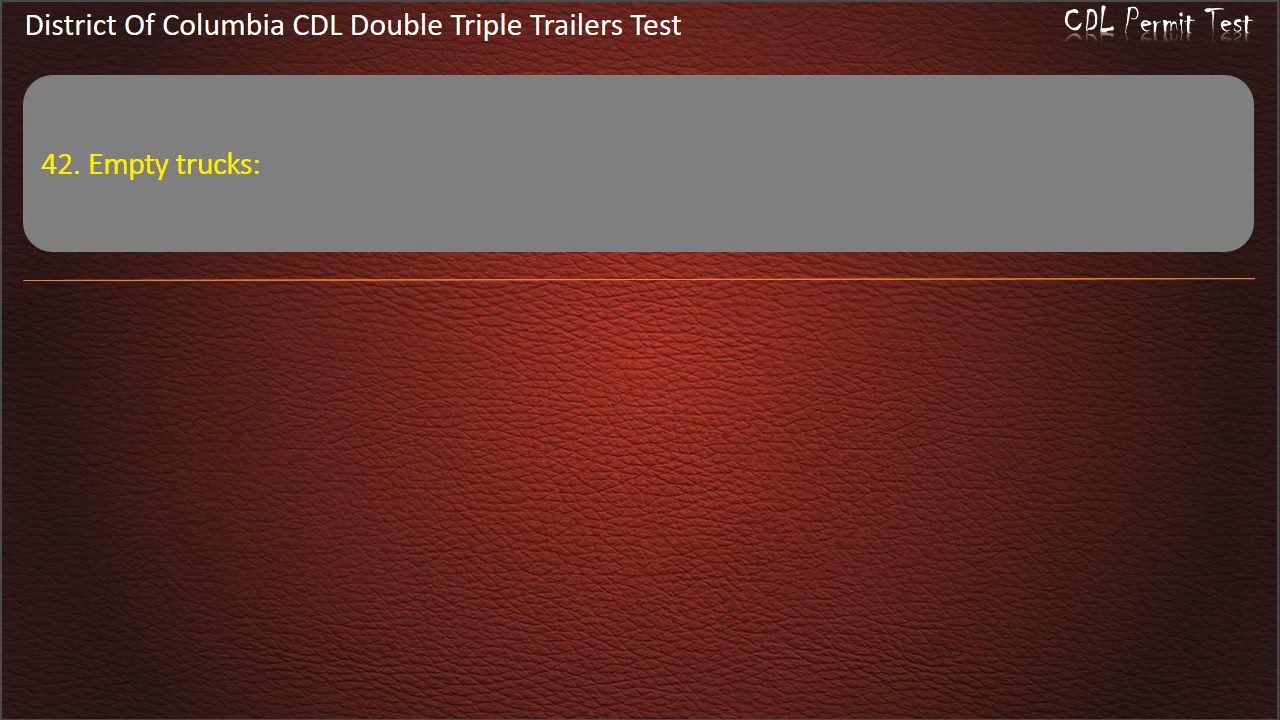 District Of Columbia CDL Double Triple Trailers Test
CDL Permit Test
42. Empty trucks: